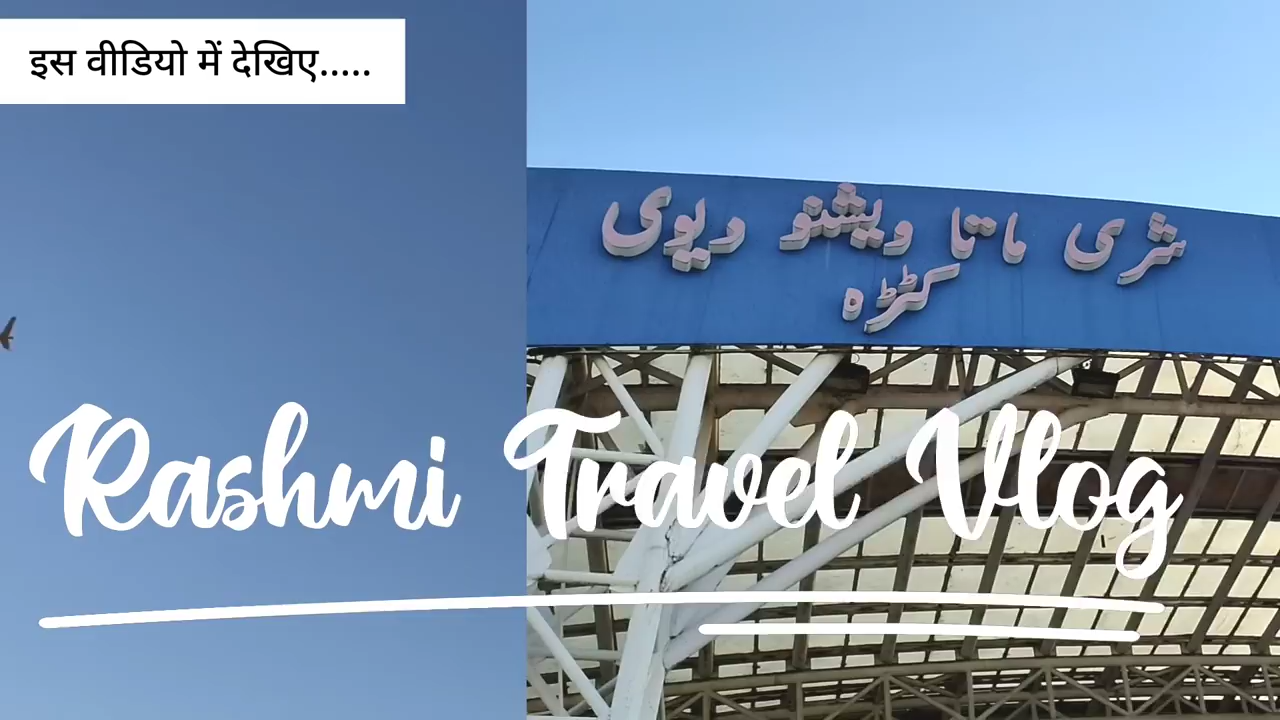 इस वीडियो में देखिए.....
شری ماتا ویشنو دیوی
کٹڑہ
Rashmi Travel Vlog